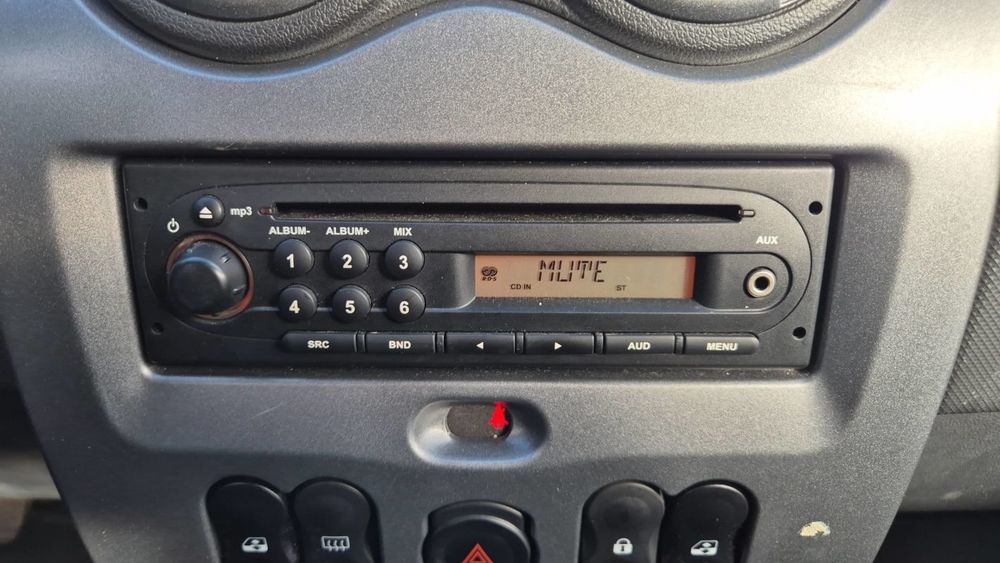 mp3
ALBUM- ALBUM+ MIX
AUX
1 2 3
MUTE
RDS
CD IN ST
4 5 6
SRC BND AUD MENU